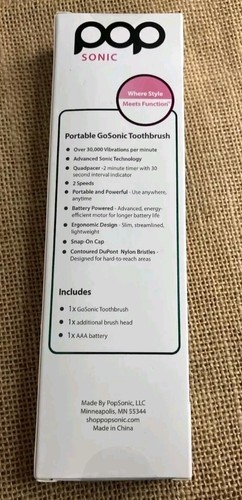 pop
SONIC
Where Style
Meets Function
Portable GoSonic Toothbrush
• Over 30,000 Vibrations per minute
• Advanced Sonic Technology
• Quadpacer -2 minute timer with 30
second interval indicator
• 2 Speeds
• Portable and Powerful - Use anywhere,
anytime
• Battery Powered - Advanced, energy-
efficient motor for longer battery life
• Ergonomic Design - Slim, streamlined,
lightweight
• Snap-On Cap
• Contoured DuPont Nylon Bristles -
Designed for hard-to-reach areas
Includes
• 1x GoSonic Toothbrush
• 1x additional brush head
• 1x AAA battery
Made By PopSonic, LLC
Minneapolis, MN 55344
shoppopsonic.com
Made in China